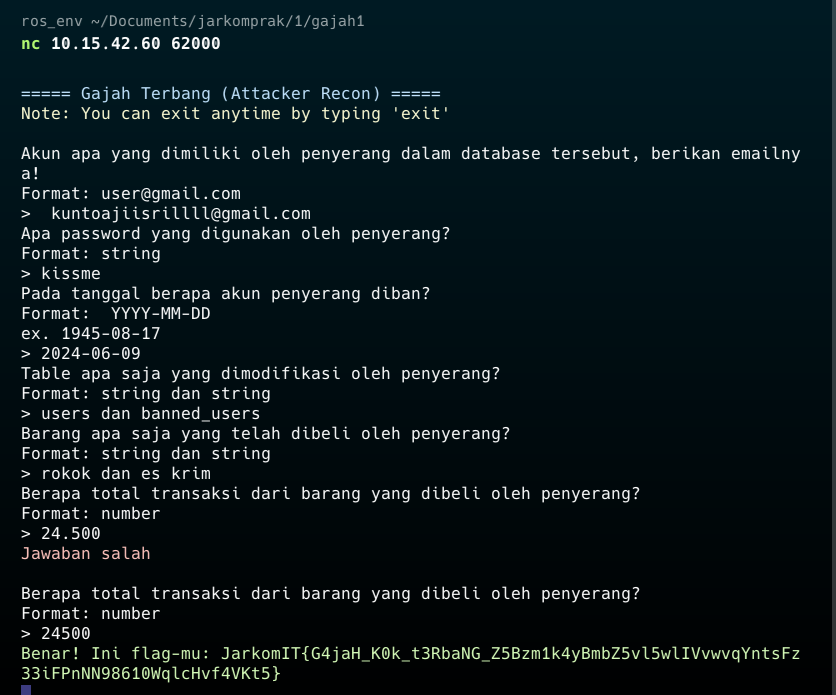 ros_env ~/Documents/jarkomprak/1/gajah1
nc 10.15.42.60 62000
===== Gajah Terbang (Attacker Recon) =====
Note: You can exit anytime by typing 'exit'
Akun apa yang dimiliki oleh penyerang dalam database tersebut, berikan emailny
a!
Format: user@gmail.com
>  kuntoajiisrillll@gmail.com
Apa password yang digunakan oleh penyerang?
Format: string
> kissme
Pada tanggal berapa akun penyerang diban?
Format:  YYYY-MM-DD
ex. 1945-08-17
> 2024-06-09
Table apa saja yang dimodifikasi oleh penyerang?
Format: string dan string
> users dan banned_users
Barang apa saja yang telah dibeli oleh penyerang?
Format: string dan string
> rokok dan es krim
Berapa total transaksi dari barang yang dibeli oleh penyerang?
Format: number
> 24.500
Jawaban salah
Berapa total transaksi dari barang yang dibeli oleh penyerang?
Format: number
> 24500
Benar! Ini flag-mu: JarkomIT{G4jaH_K0k_t3RbaNG_Z5Bzm1k4yBmbZ5vl5wlIVvwvqYntsFz
33iFPnNN98610WqlcHvf4VKt5}